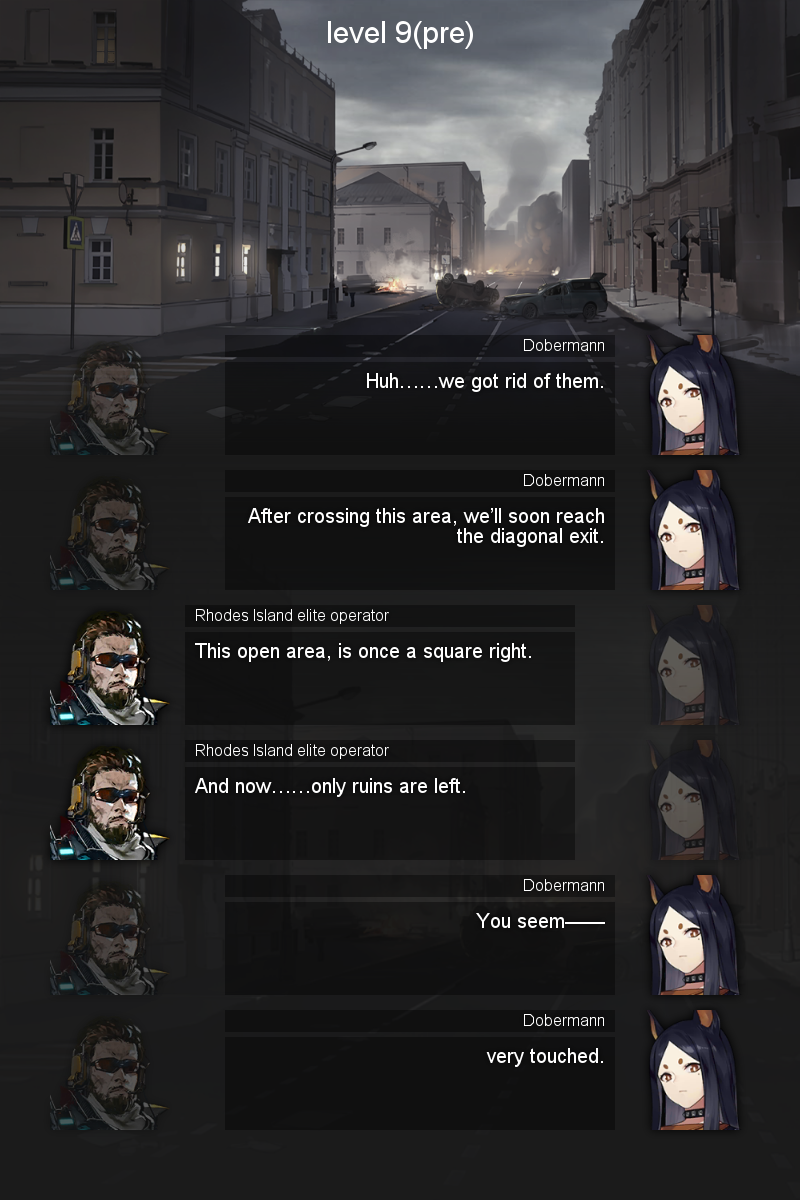 level 9(pre)
Dobermann
Huh……we got rid of them.
Dobermann
After crossing this area, we’ll soon reach
the diagonal exit.
Rhodes Island elite operator
This open area, is once a square right.
Rhodes Island elite operator
And now……only ruins are left.
Dobermann
You seem——
Dobermann
very touched.